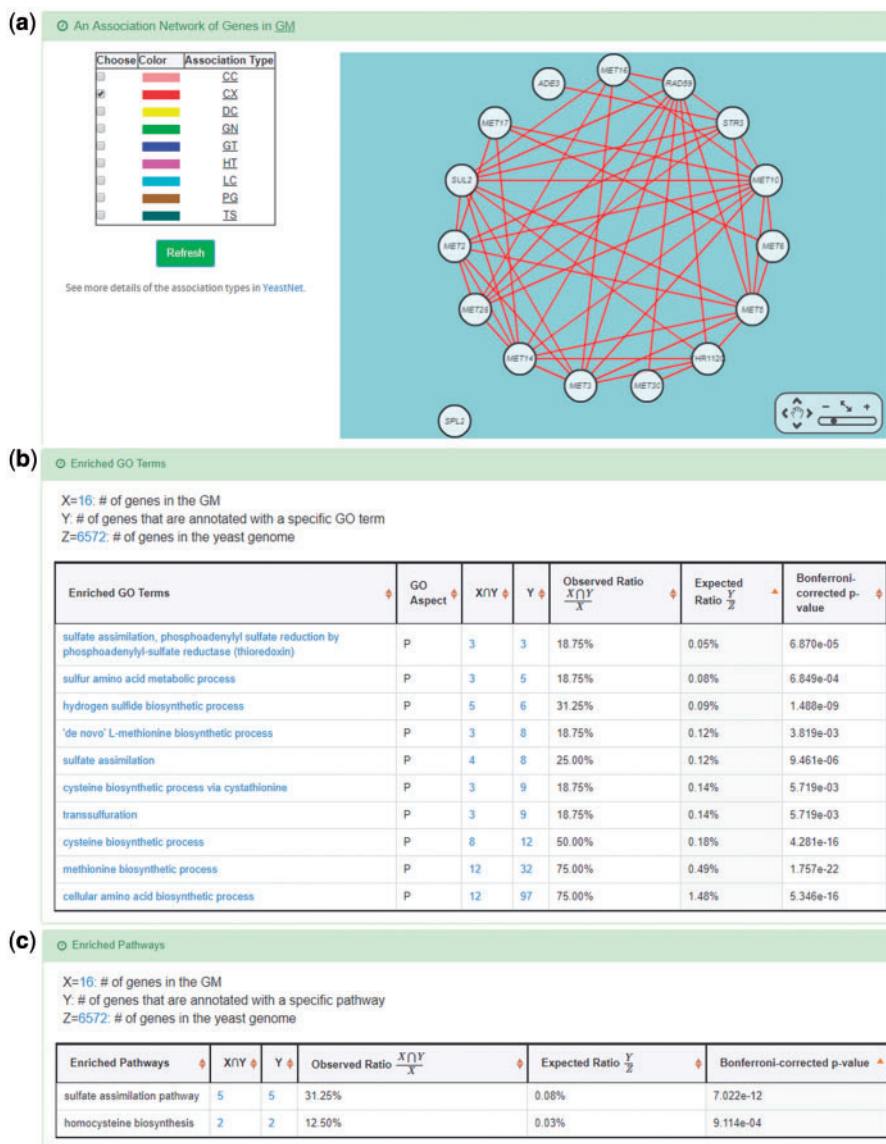 (a)
An Association Network of Genes in GM
Choose Color Association Type
CC
CX
DC
GN
GT
HT
LC
PG
TS
Refresh
See more details of the association types in YeastNet.
MET16
ADE3
RAD59
MET17
STR3
SUL2
MET10
MET2
MET6
MET28
MET5
MET14
HR112C
MET3
MET30
SPL2
(b)
Enriched GO Terms
X=16: # of genes in the GM
Y: # of genes that are annotated with a specific GO term
Z=6572: # of genes in the yeast genome
Enriched GO Terms GO Aspect X∩Y Y Observed Ratio X∩Y/X Expected Ratio Y/Z Bonferroni-corrected p-value
sulfate assimilation, phosphoadenylyl sulfate reduction by
phosphoadenylyl-sulfate reductase (thioredoxin) P 3 3 18.75% 0.05% 6.870e-05
sulfur amino acid metabolic process P 3 5 18.75% 0.08% 6.849e-04
hydrogen sulfide biosynthetic process P 5 6 31.25% 0.09% 1.488e-09
'de novo' L-methionine biosynthetic process P 3 8 18.75% 0.12% 3.819e-03
sulfate assimilation P 4 8 25.00% 0.12% 9.461e-06
cysteine biosynthetic process via cystathionine P 3 9 18.75% 0.14% 5.719e-03
transsulfuration P 3 9 18.75% 0.14% 5.719e-03
cysteine biosynthetic process P 8 12 50.00% 0.18% 4.281e-16
methionine biosynthetic process P 12 32 75.00% 0.49% 1.757e-22
cellular amino acid biosynthetic process P 12 97 75.00% 1.48% 5.346e-16
(c)
Enriched Pathways
X=16: # of genes in the GM
Y: # of genes that are annotated with a specific pathway
Z=6572: # of genes in the yeast genome
Enriched Pathways X∩Y Y Observed Ratio X∩Y/X Expected Ratio Y/Z Bonferroni-corrected p-value
sulfate assimilation pathway 5 5 31.25% 0.08% 7.022e-12
homocysteine biosynthesis 2 2 12.50% 0.03% 9.114e-04